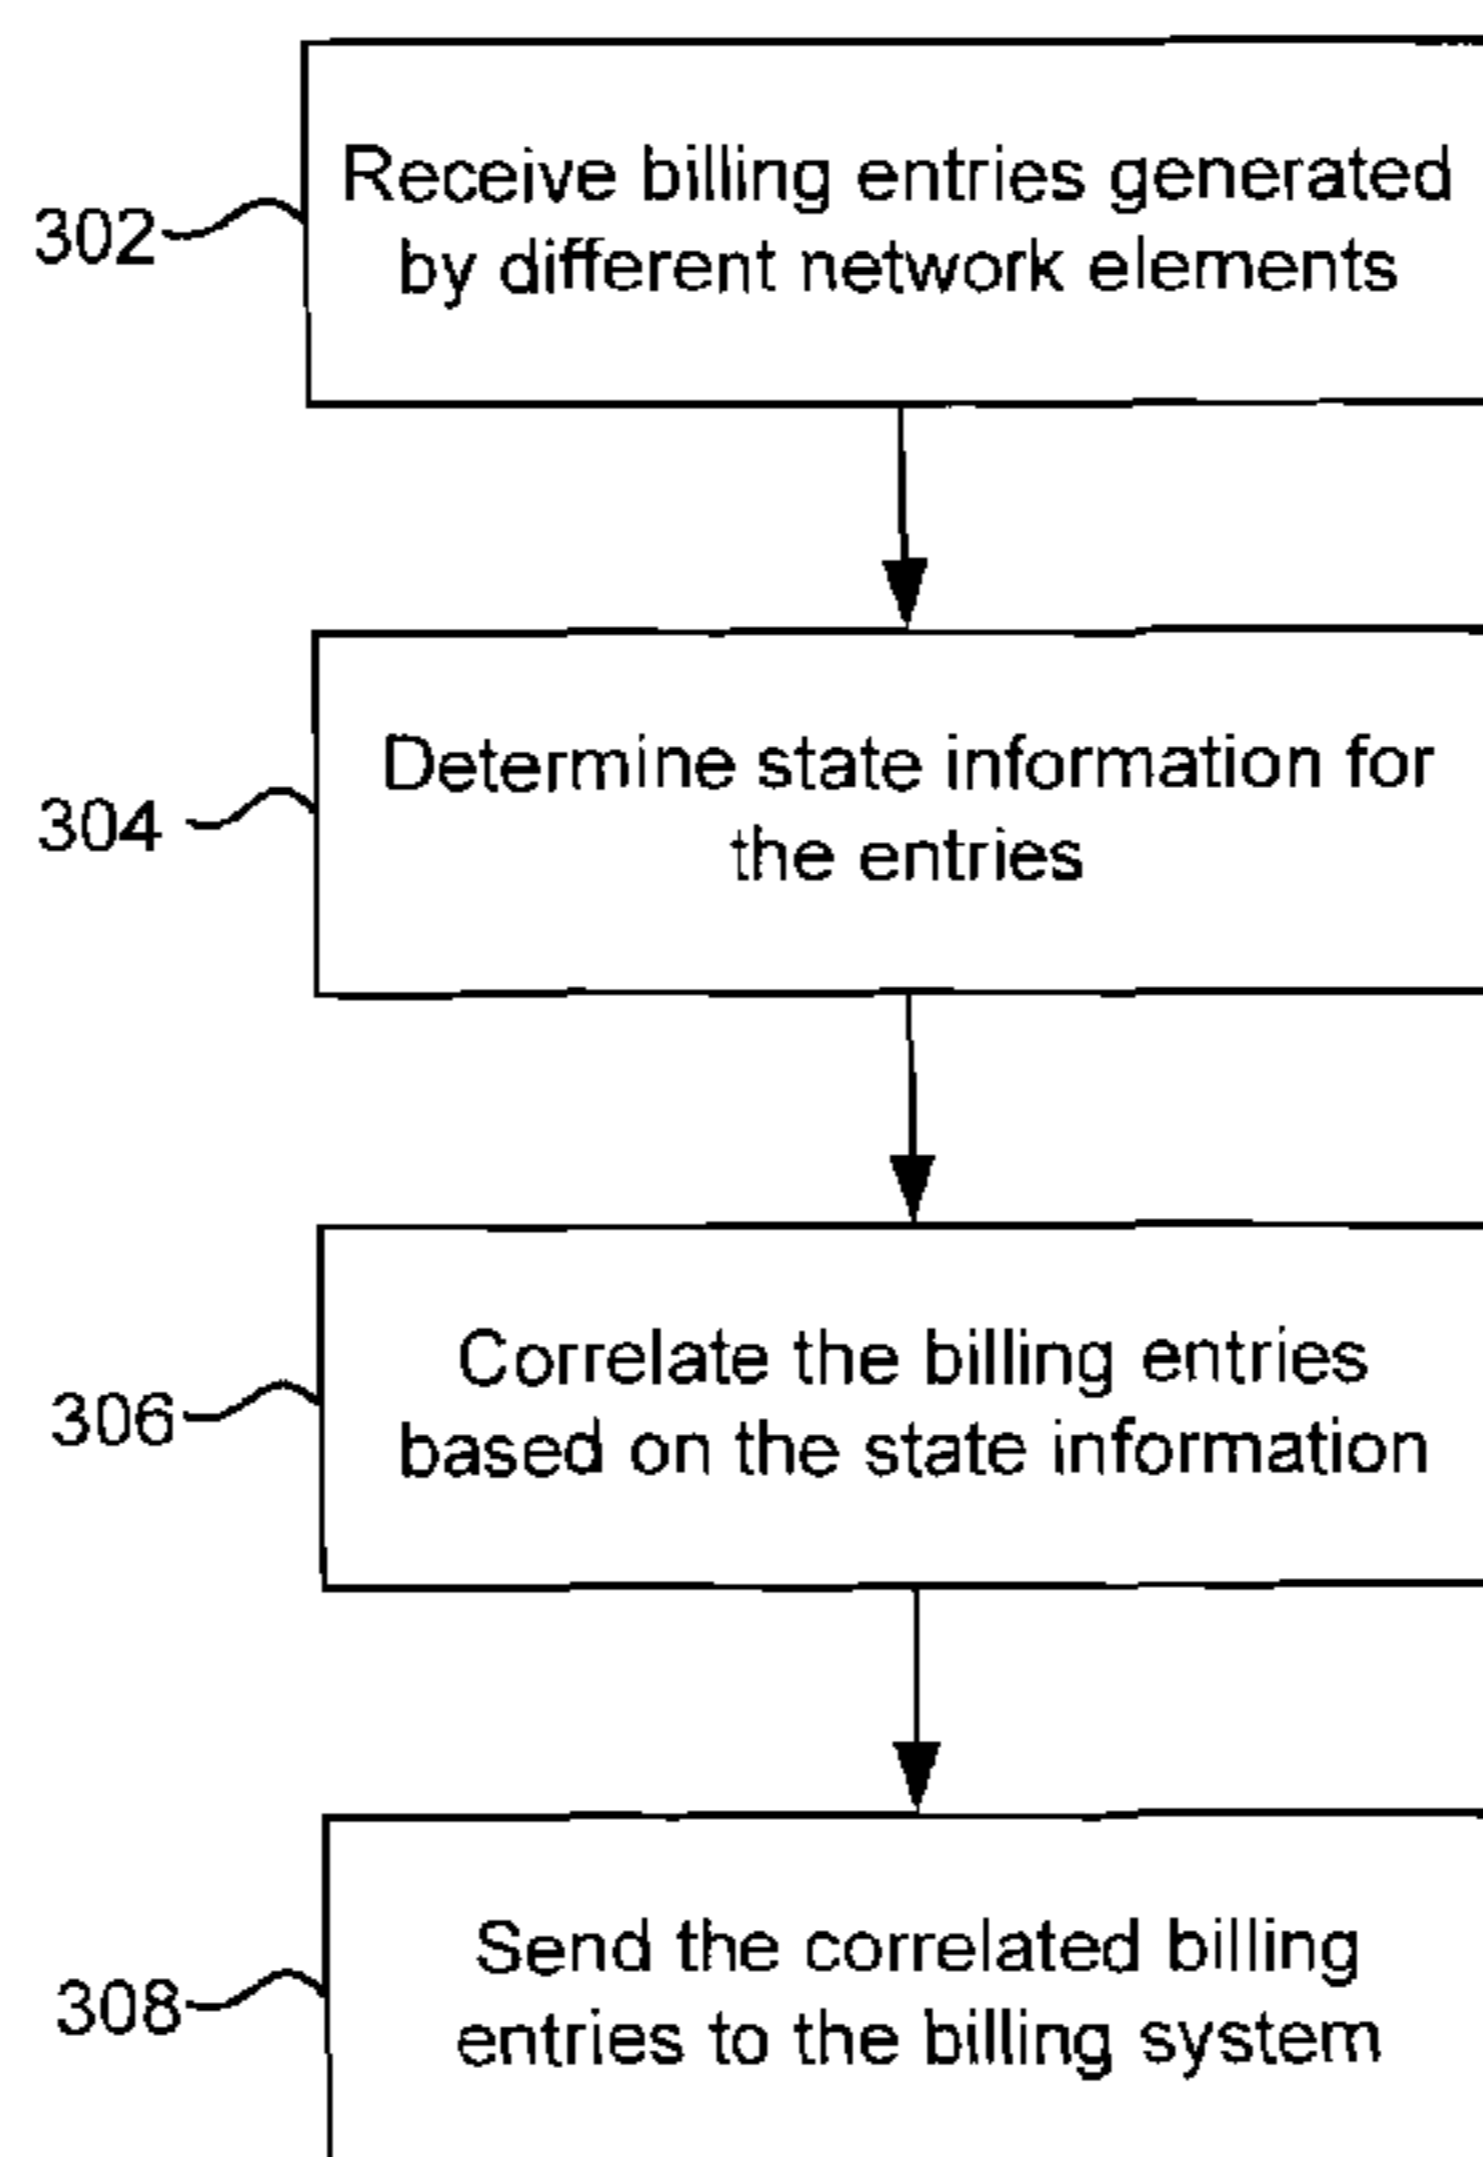 Receive billing entries generated
302
by different network elements
Determine state information for
304
the entries
Correlate the billing entries
306
based on the state information
Send the correlated billing
308
entries to the billing system